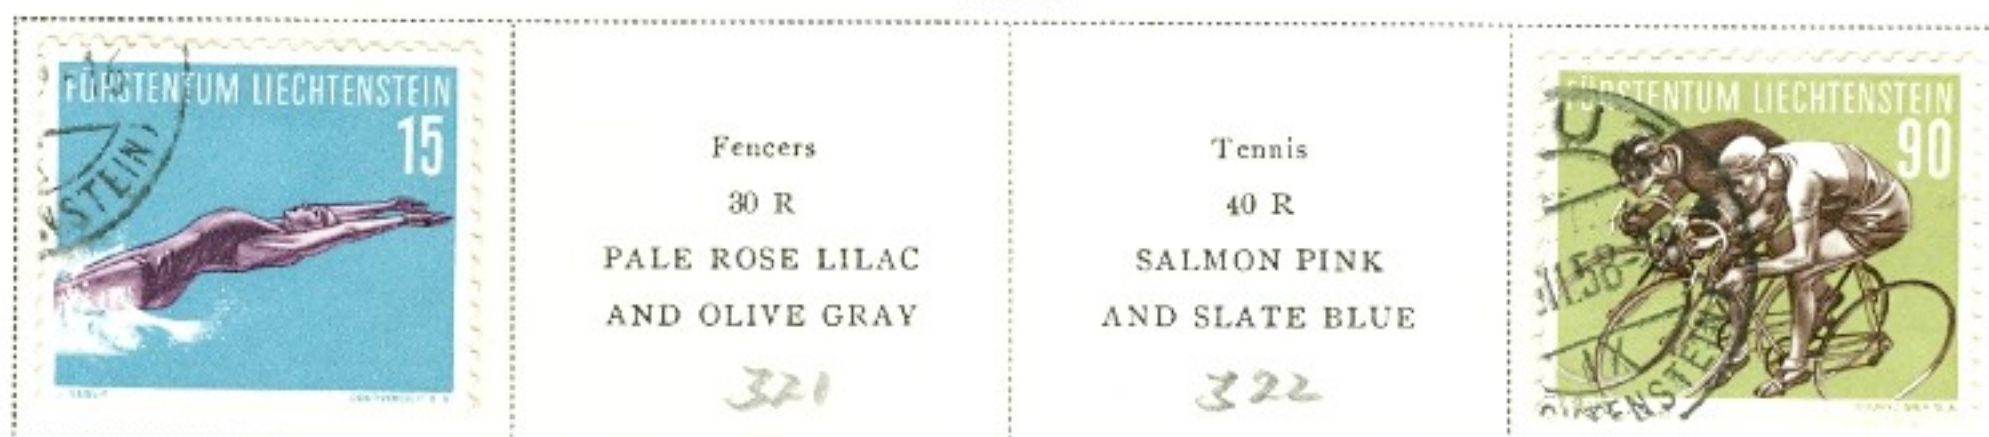 FÜRSTENTUM LIECHTENSTEIN
15
Fencers
30 R
PALE ROSE LILAC
AND OLIVE GRAY
321
Tennis
40 R
SALMON PINK
AND SLATE BLUE
322
FÜRSTENTUM LIECHTENSTEIN
90